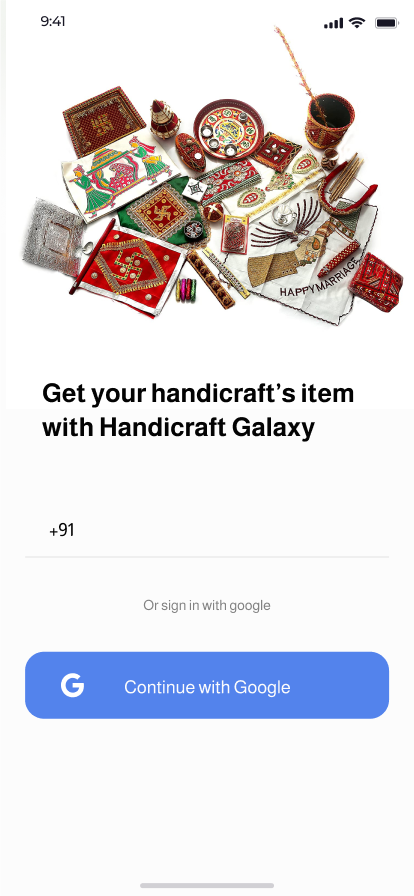 9:41
HAPPY MARRIAGE
Get your handicraft’s item
with Handicraft Galaxy
+91
Or sign in with google
G Continue with Google